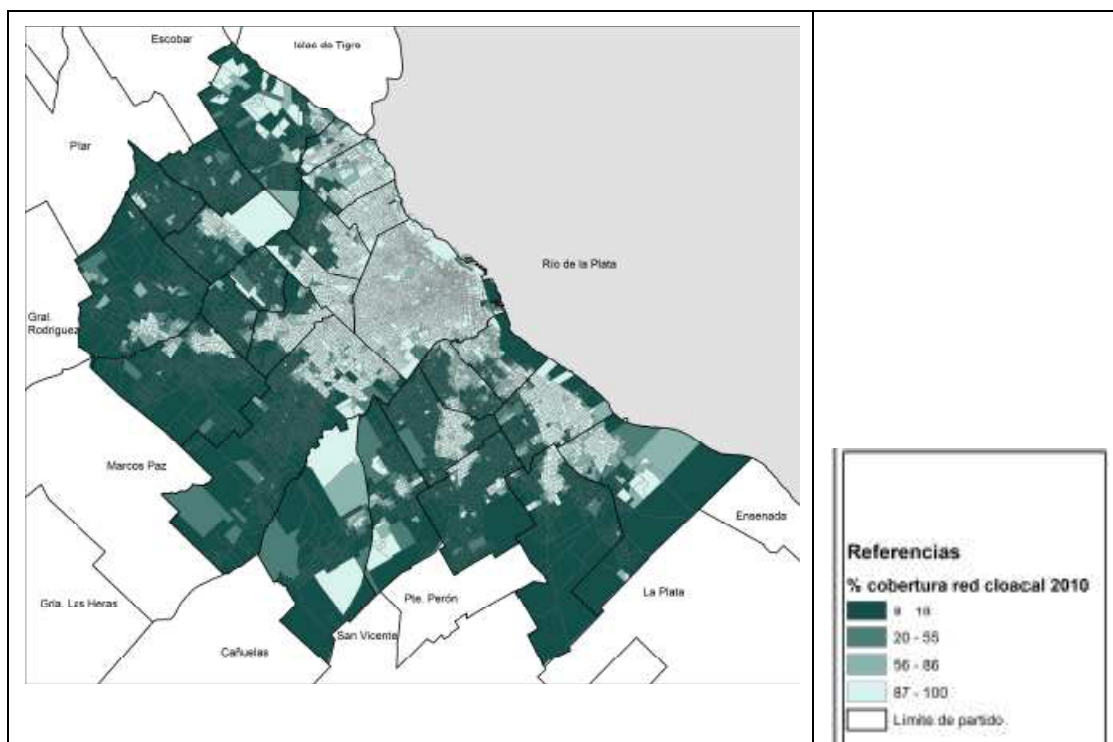 Escobar
Islas de Tigre
Pilar
Río de la Plata
Gral.
Rodriguez
Marcos Paz
Ensenada
Gral. Las Heras
Pte. Perón
La Plata
San Vicente
Cañuelas
Referencias
% cobertura red cloacal 2010
20 - 55
56 - 86
87 - 100
Limite de partido